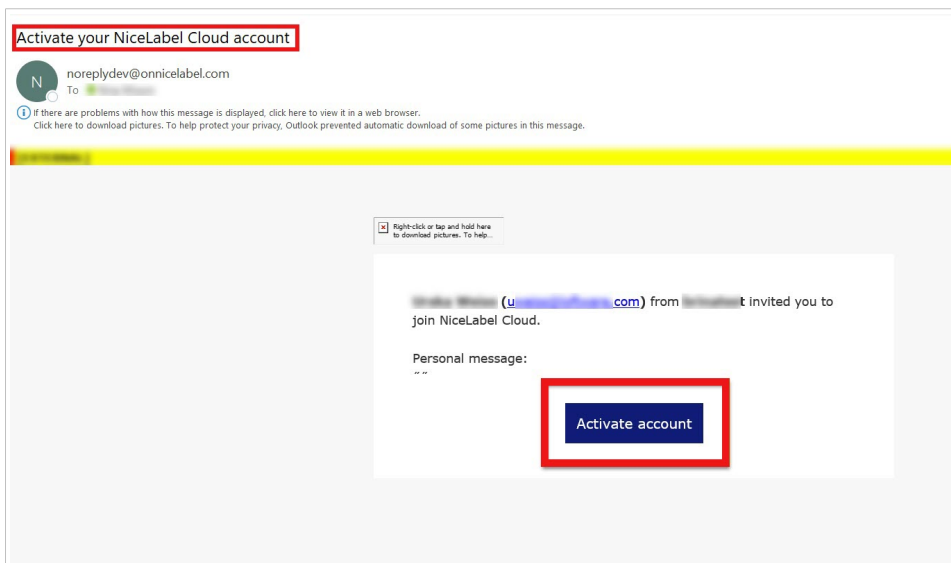 Activate your NiceLabel Cloud account
N
noreplydev@onnicelabel.com
To
If there are problems with how this message is displayed, click here to view it in a web browser.
Click here to download pictures. To help protect your privacy, Outlook prevented automatic download of some pictures in this message.
Right-click or tap and hold here
to download pictures. To help...
(u .com) from t invited you to
join NiceLabel Cloud.
Personal message:
“”
Activate account